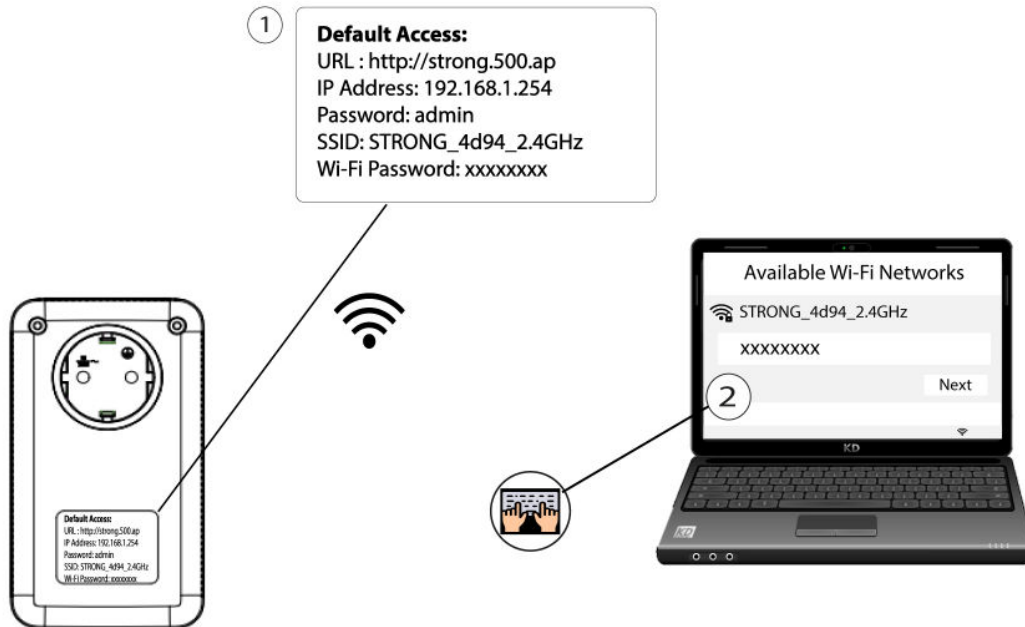 1
Default Access:
URL : http://strong.500.ap
IP Address: 192.168.1.254
Password: admin
SSID: STRONG_4d94_2.4GHz
Wi-Fi Password: xxxxxxxx
Available Wi-Fi Networks
STRONG_4d94_2.4GHz
xxxxxxxx
2
Next
KD
KD
Default Access:
URL : http://strong.500.ap
IP Address: 192.168.1.254
Password: admin
SSID: STRONG_4d94_2.4GHz
Wi-Fi Password: xxxxxxxx